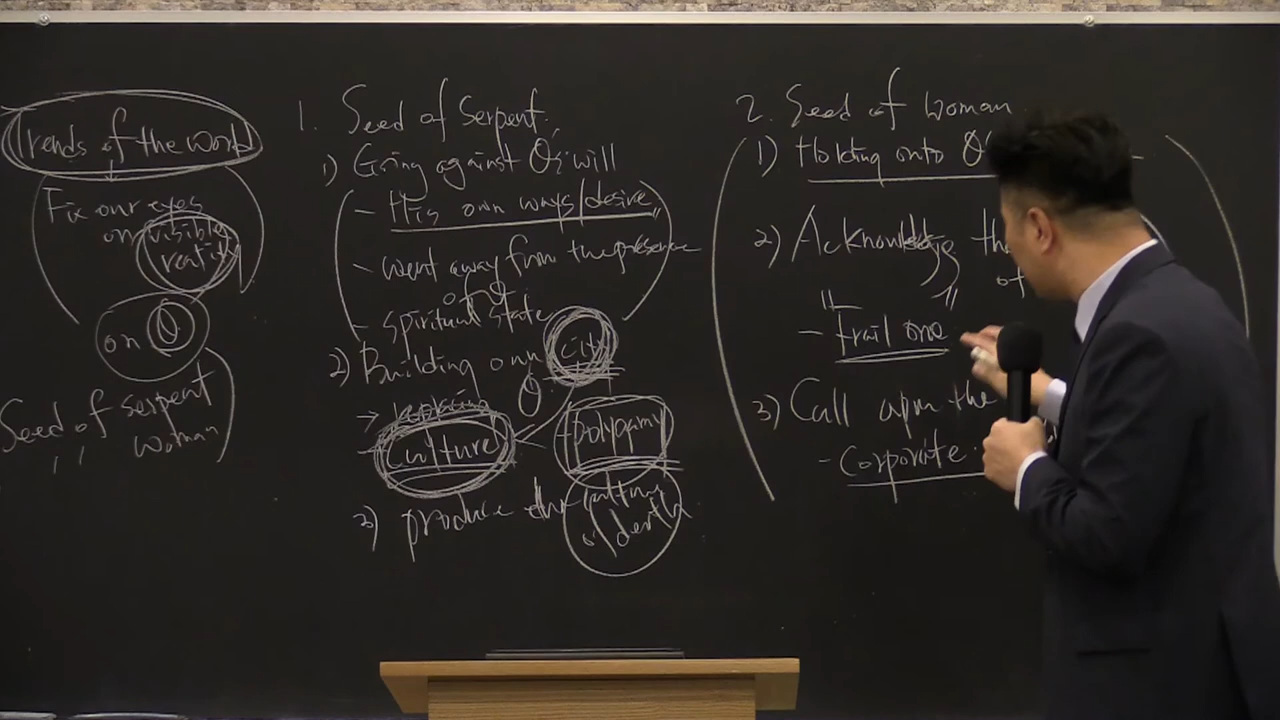 Trends of the World
Fix our eyes
on visible
reality
on Θ
Seed of serpent
" " woman
1. Seed of Serpent.
1) Going against Θ's will
- His own ways/desire
- went away from the presence
of Θ
- spiritual state
2) Building own city
Θ
Culture < - polygamy
3) produce the culture
of death
2. Seed of Woman
1) Holding onto Θ's
2) Acknowledge
of
- "Frail one"
3) Call upon the
- Corporate